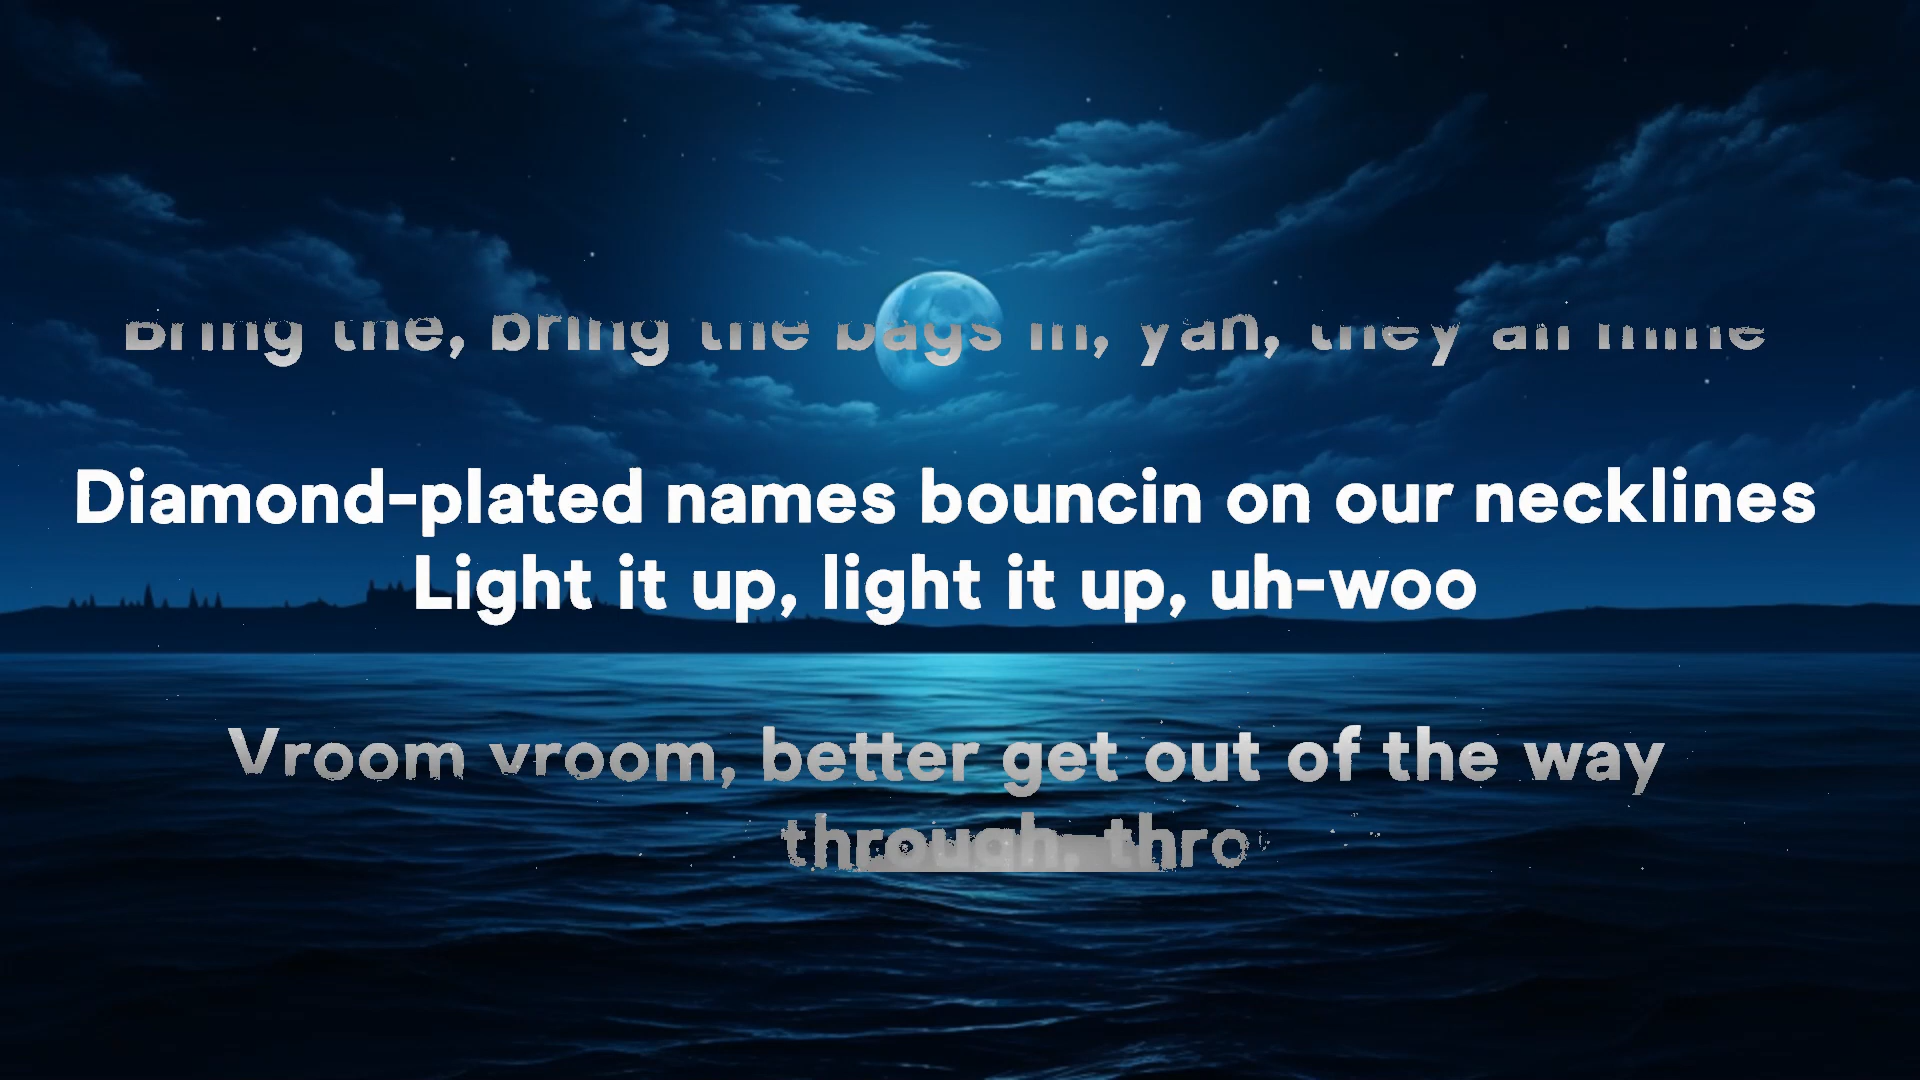 Bring the, bring the bags in, yah, they all mine
Diamond-plated names bouncin on our necklines
Light it up, light it up, uh-woo
Vroom vroom, better get out of the way
through, thro